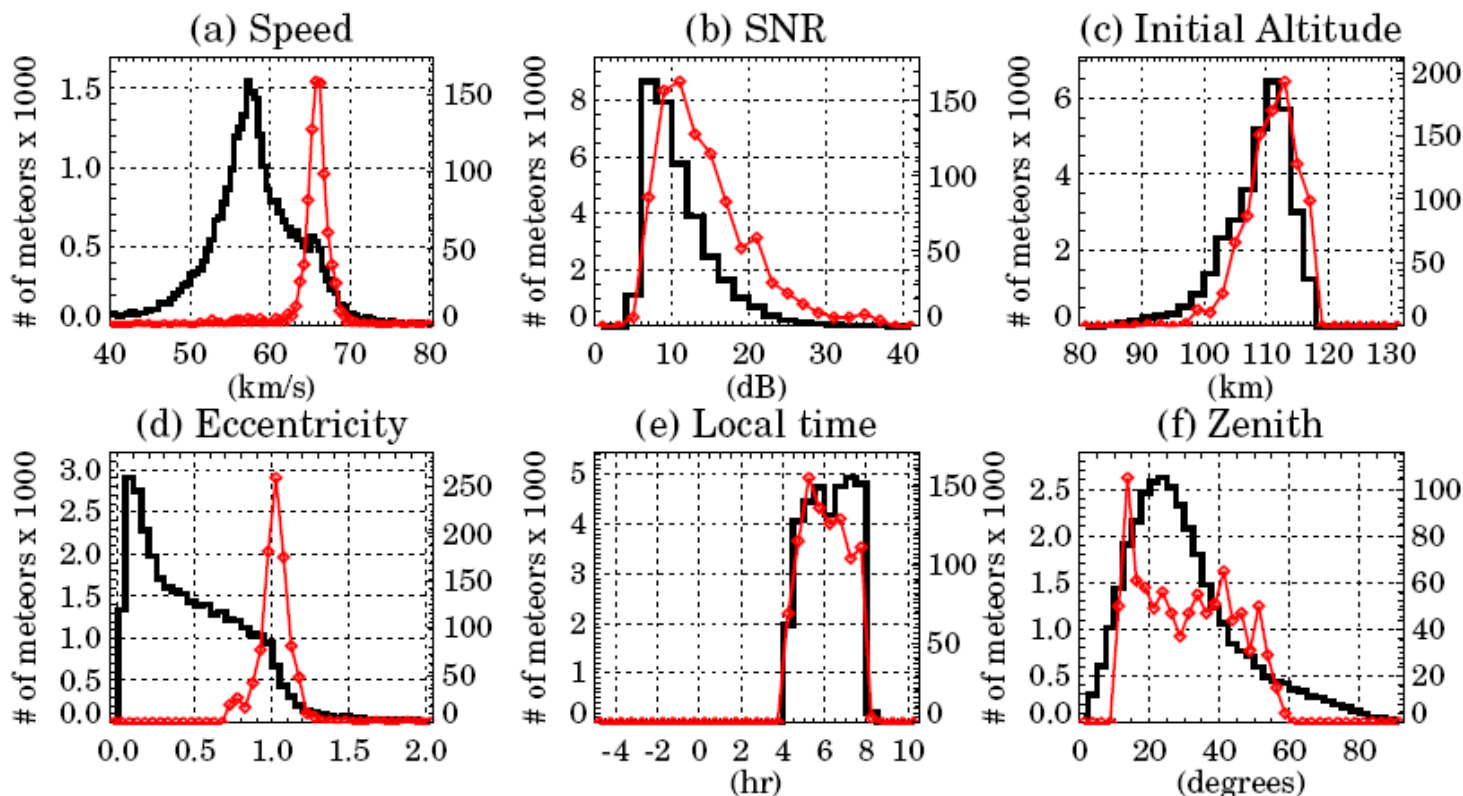 (a) Speed
(b) SNR
(c) Initial Altitude
# of meteors x 1000
1.5
1.0
0.5
0.0
150
100
50
0
40 50 60 70 80
(km/s)
# of meteors x 1000
8
6
4
2
0
150
100
50
0
0 10 20 30 40
(dB)
# of meteors x 1000
6
4
2
0
200
150
100
50
0
80 90 100 110 120 130
(km)
(d) Eccentricity
(e) Local time
(f) Zenith
# of meteors x 1000
3.0
2.5
2.0
1.5
1.0
0.5
0.0
250
200
150
100
50
0
0.0 0.5 1.0 1.5 2.0
# of meteors x 1000
5
4
3
2
1
0
150
100
50
0
-4 -2 0 2 4 6 8 10
(hr)
# of meteors x 1000
2.5
2.0
1.5
1.0
0.5
0.0
100
80
60
40
20
0
0 20 40 60 80
(degrees)